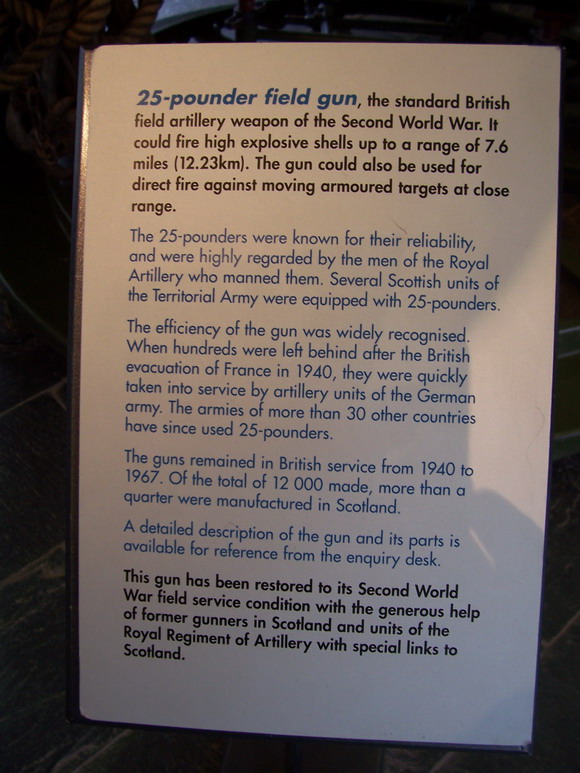 25-pounder field gun, the standard British
field artillery weapon of the Second World War. It
could fire high explosive shells up to a range of 7.6
miles (12.23km). The gun could also be used for
direct fire against moving armoured targets at close
range.
The 25-pounders were known for their reliability,
and were highly regarded by the men of the Royal
Artillery who manned them. Several Scottish units of
the Territorial Army were equipped with 25-pounders.
The efficiency of the gun was widely recognised.
When hundreds were left behind after the British
evacuation of France in 1940, they were quickly
taken into service by artillery units of the German
army. The armies of more than 30 other countries
have since used 25-pounders.
The guns remained in British service from 1940 to
1967. Of the total of 12 000 made, more than a
quarter were manufactured in Scotland.
A detailed description of the gun and its parts is
available for reference from the enquiry desk.
This gun has been restored to its Second World
War field service condition with the generous help
of former gunners in Scotland and units of the
Royal Regiment of Artillery with special links to
Scotland.